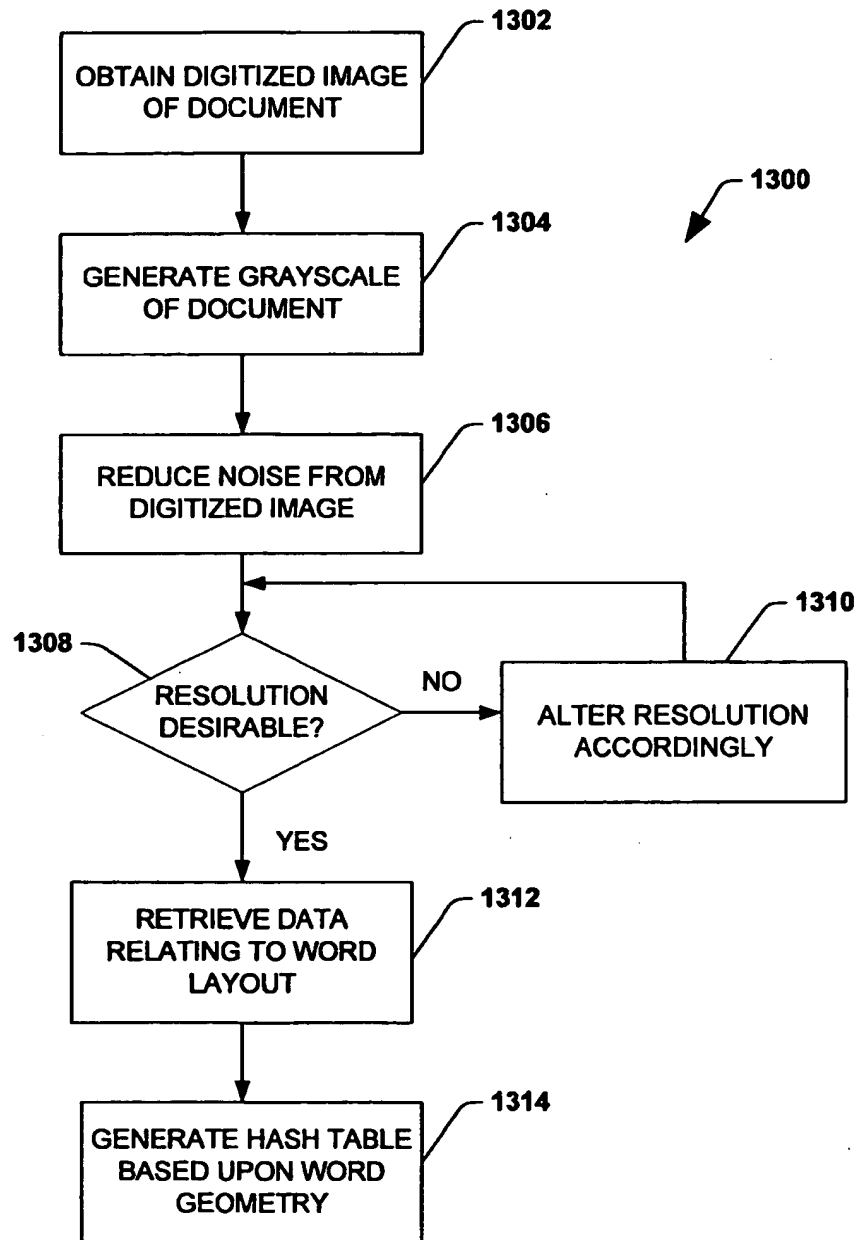 1302
OBTAIN DIGITIZED IMAGE
OF DOCUMENT
1300
1304
GENERATE GRAYSCALE
OF DOCUMENT
1306
REDUCE NOISE FROM
DIGITIZED IMAGE
1310
1308
RESOLUTION
DESIRABLE?
NO
ALTER RESOLUTION
ACCORDINGLY
YES
1312
RETRIEVE DATA
RELATING TO WORD
LAYOUT
1314
GENERATE HASH TABLE
BASED UPON WORD
GEOMETRY